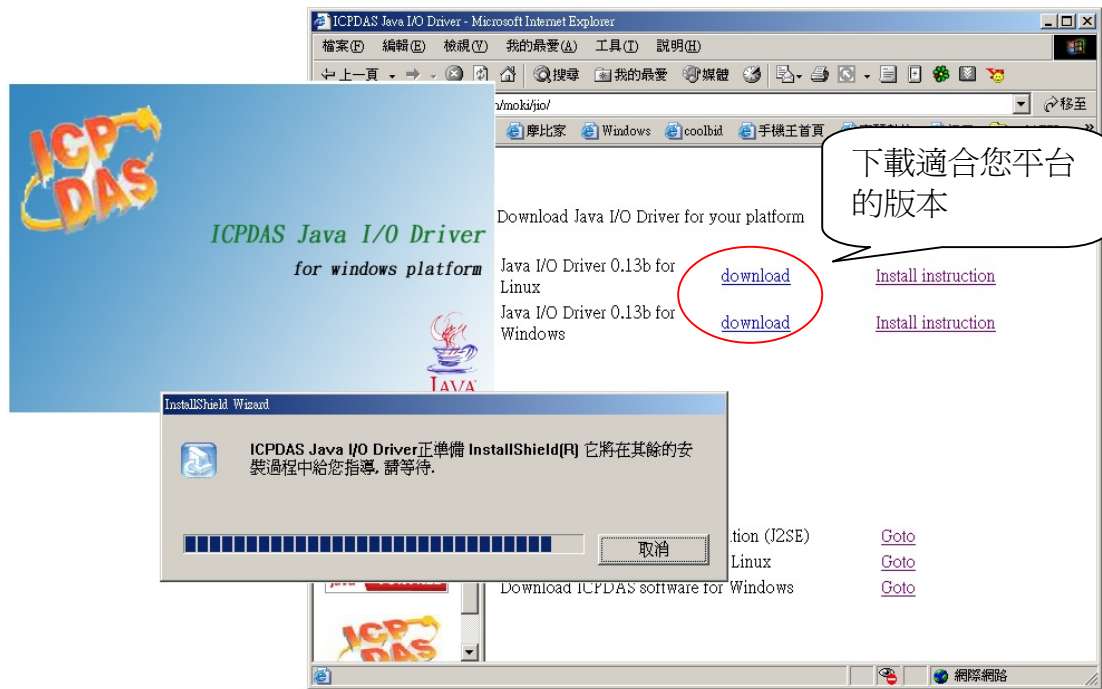 ICPDAS Java I/O Driver - Microsoft Internet Explorer
檔案(F) 編輯(E) 檢視(V) 我的最愛(A) 工具(T) 說明(H)
上一頁 搜尋 我的最愛 媒體
/moki/jio/ 移至
摩比家 Windows coolbid 手機王首頁
下載適合您平台
的版本
ICP
DAS
ICPDAS Java I/O Driver
for windows platform
JAVA
Download Java I/O Driver for your platform
Java I/O Driver 0.13b for
Linux
download Install instruction
Java I/O Driver 0.13b for
Windows
download Install instruction
InstallShield Wizard
ICPDAS Java I/O Driver正準備 InstallShield(R) 它將在其餘的安
裝過程中給您指導, 請等待.
取消
tion (J2SE) Goto
Linux Goto
Download ICPDAS software for Windows Goto
ICP
DAS
網際網路